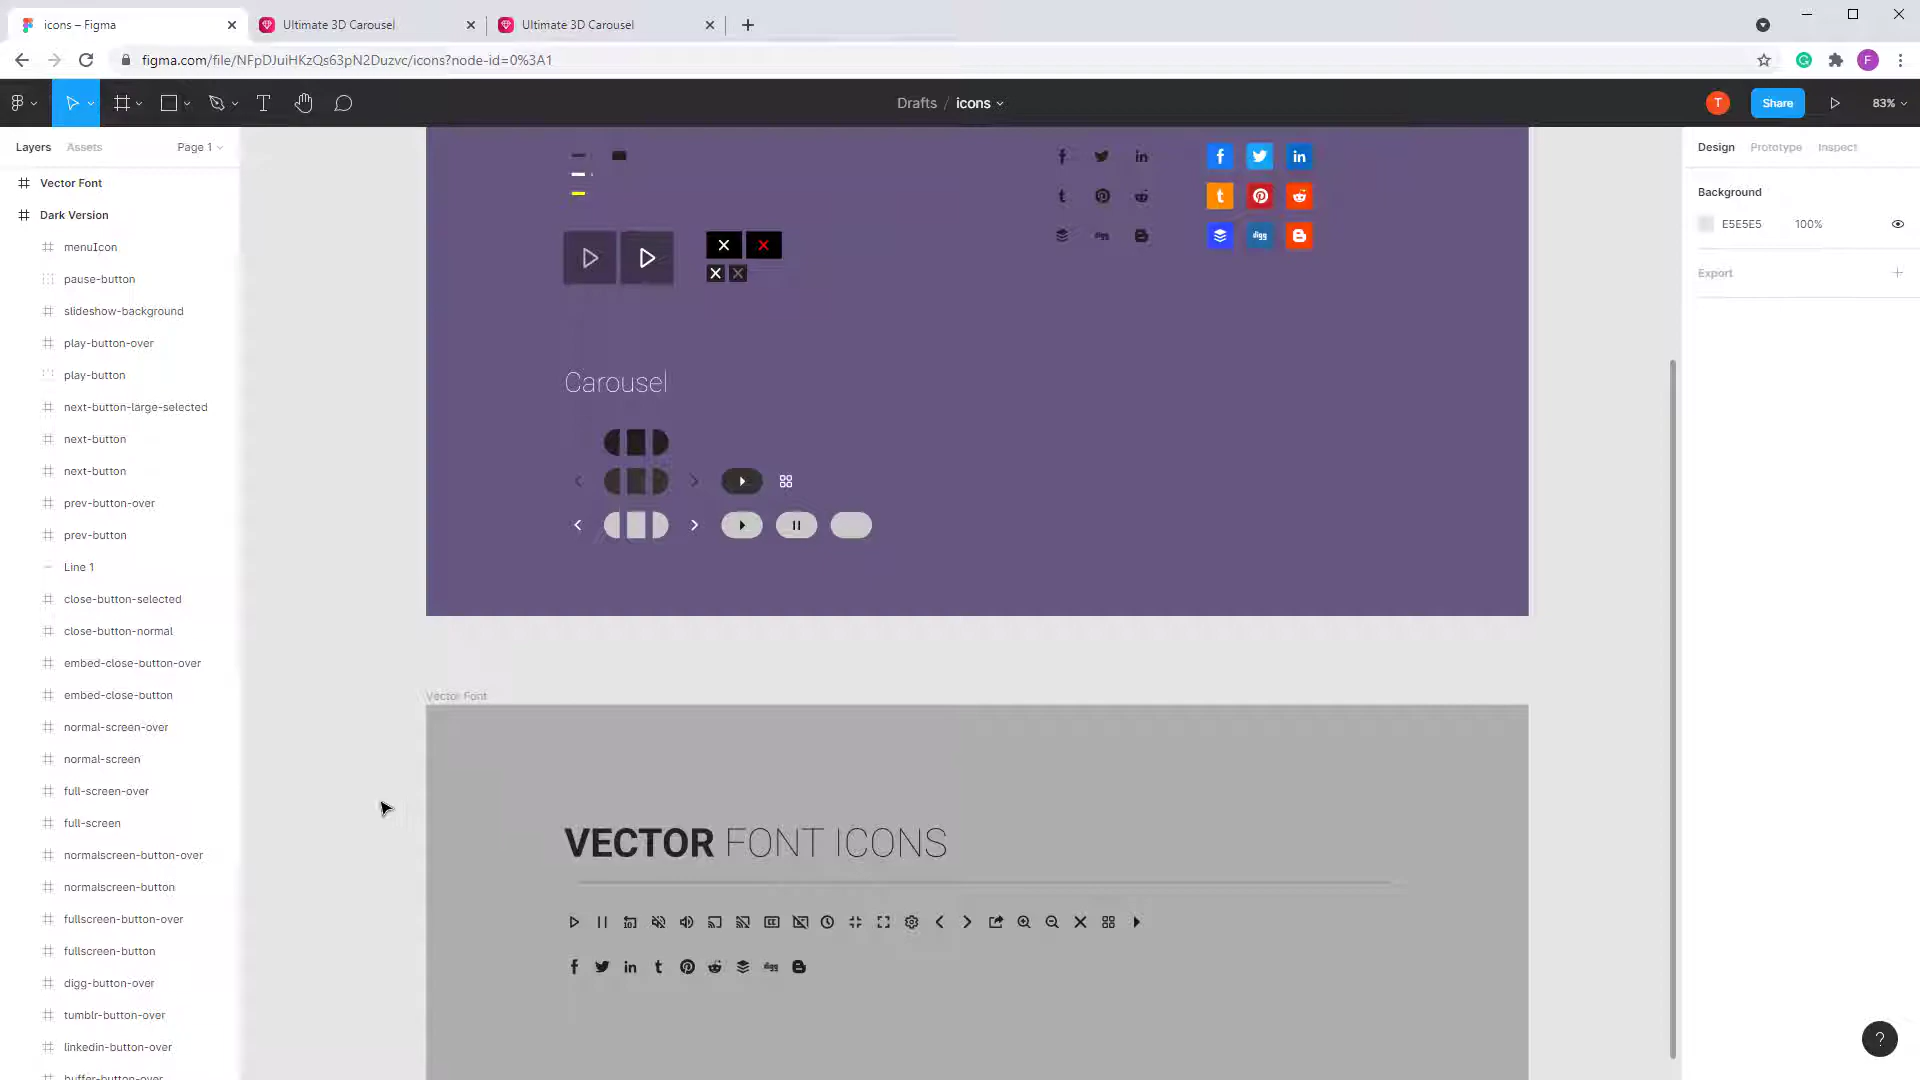 icons – Figma
Ultimate 3D Carousel
Ultimate 3D Carousel
figma.com/file/NFpDJuiHKzQs63pN2Duzvc/icons?node-id=0%3A1
F
Drafts / icons
T
Share
83%
Layers
Assets
Page 1
Design
Prototype
Inspect
Vector Font
Dark Version
menuIcon
pause-button
slideshow-background
play-button-over
play-button
next-button-large-selected
next-button
next-button
prev-button-over
prev-button
Line 1
close-button-selected
close-button-normal
embed-close-button-over
embed-close-button
normal-screen-over
normal-screen
full-screen-over
full-screen
normalscreen-button-over
normalscreen-button
fullscreen-button-over
fullscreen-button
digg-button-over
tumblr-button-over
linkedin-button-over
buffer-button-over
Background
E5E5E5
100%
Export
digg
Carousel
Vector Font
VECTOR FONT ICONS
digg